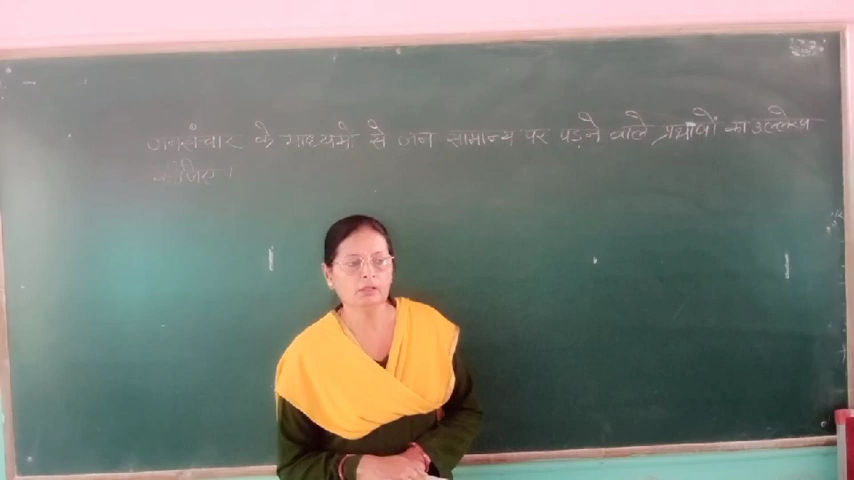 जनसंचार के माध्यमो से जन सामान्य पर पड़ने वाले प्रभावों का उल्लेख
कीजिए।